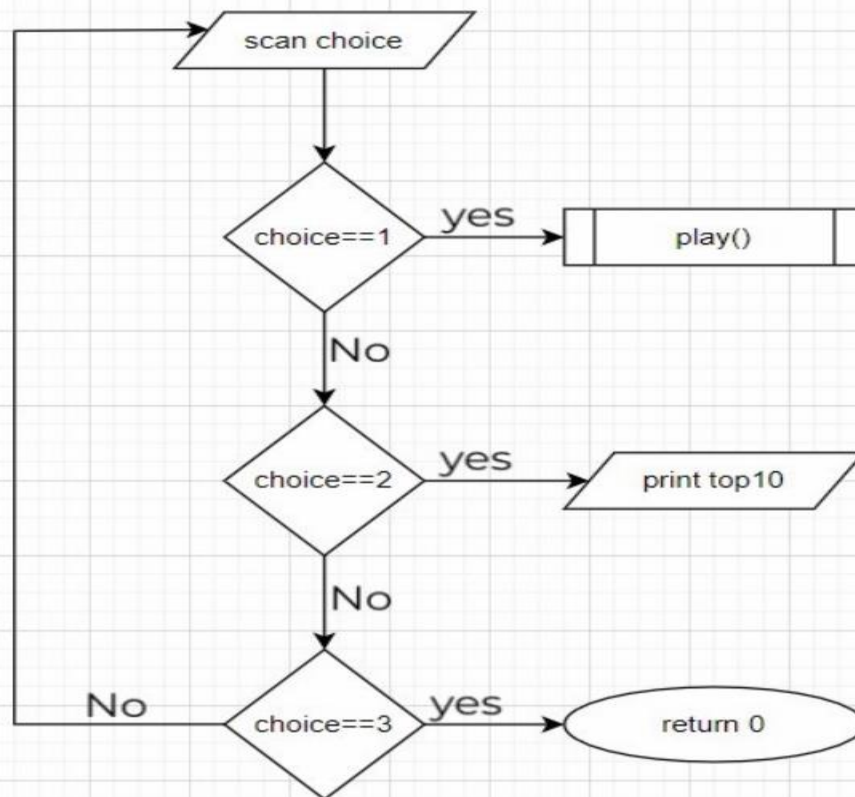 scan choice
choice==1
yes
play()
No
choice==2
yes
print top10
No
choice==3
yes
return 0
No